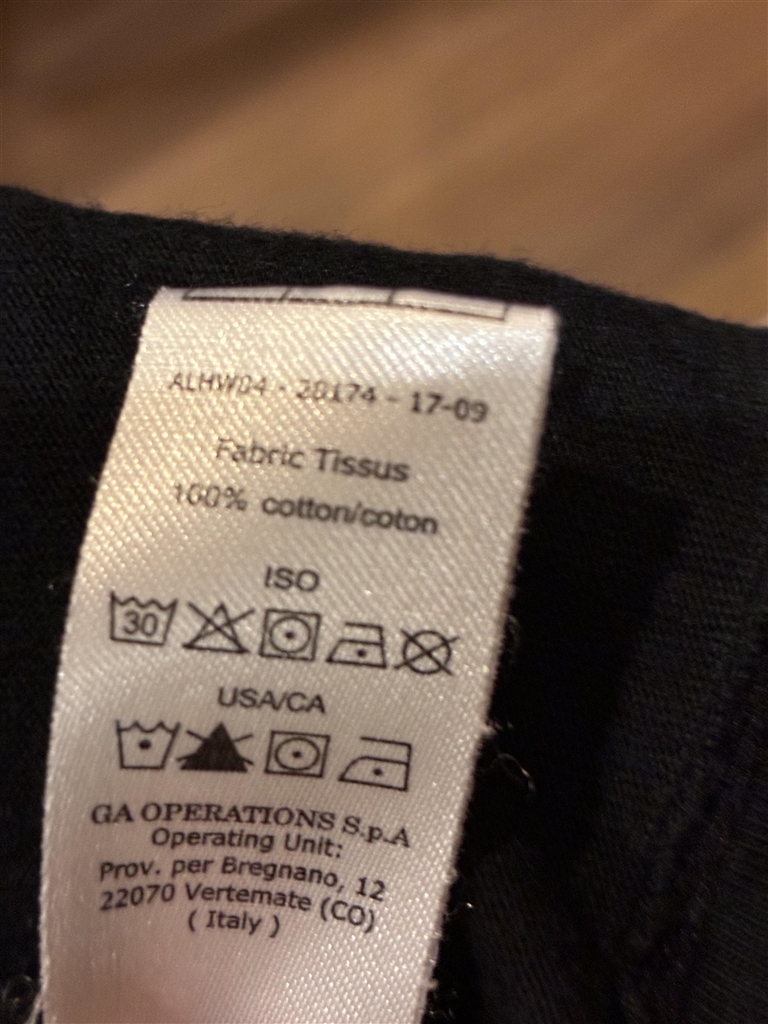 ALHW04 - 28174 - 17-09
Fabric Tissus
100% cotton/coton
ISO
30
USA/CA
GA OPERATIONS S.p.A
Operating Unit:
Prov. per Bregnano, 12
22070 Vertemate (CO)
( Italy )